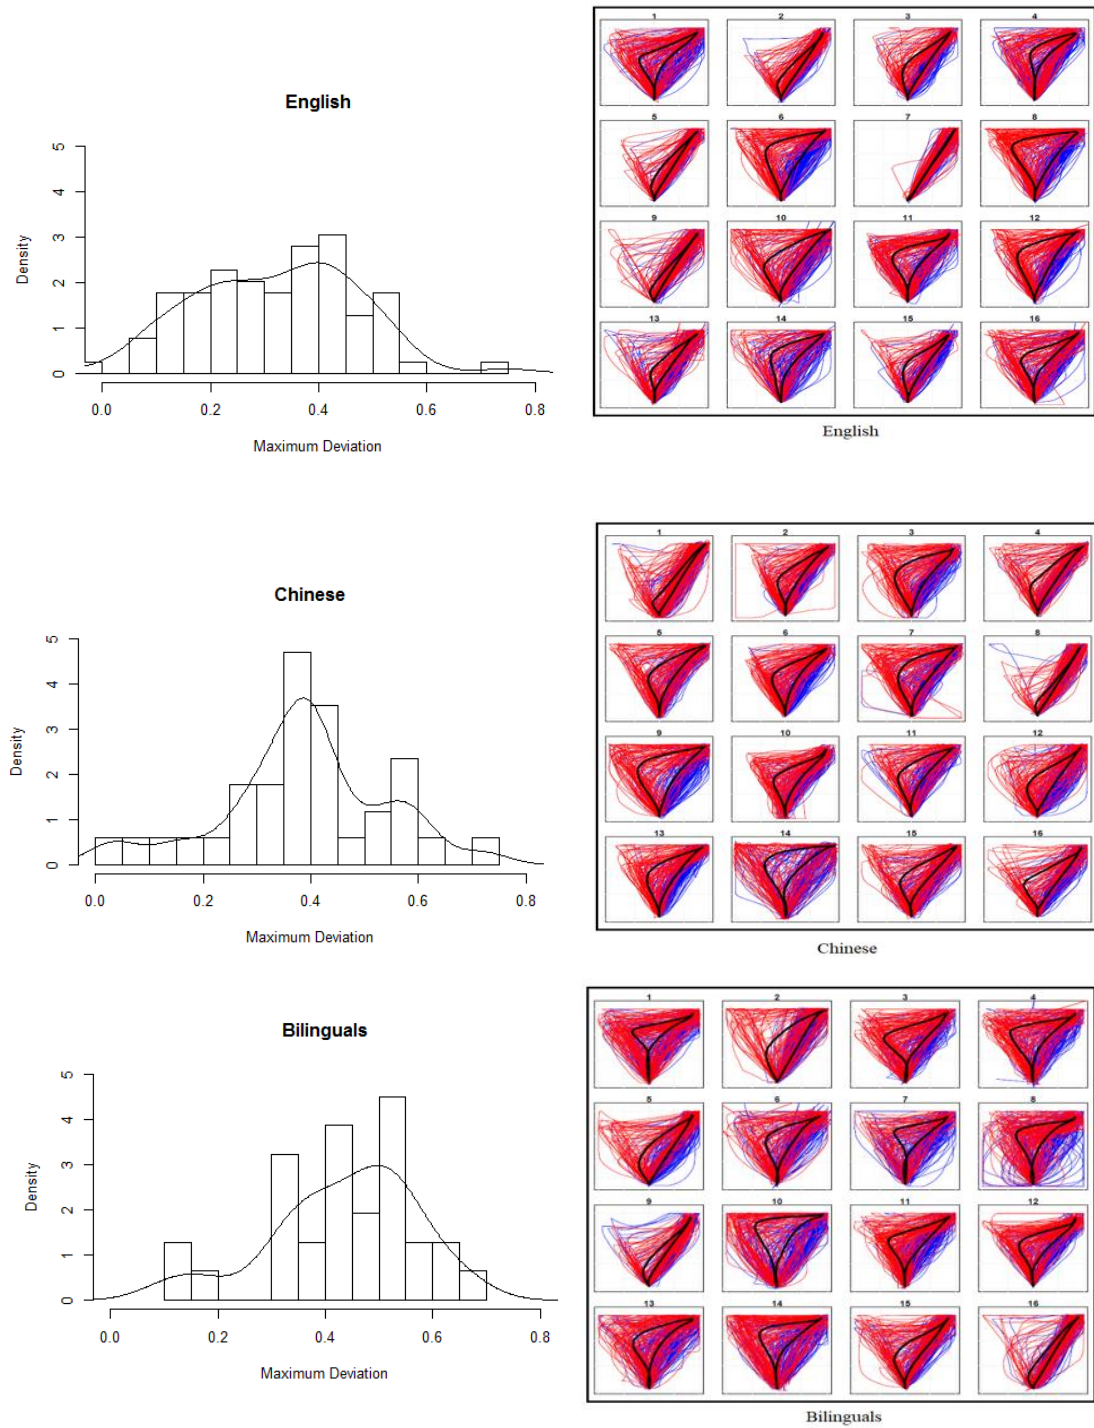 English
5
4
3
2
1
0
Density
0.0 0.2 0.4 0.6 0.8
Maximum Deviation
1 2 3 4
5 6 7 8
9 10 11 12
13 14 15 16
English
Chinese
5
4
3
2
1
0
Density
0.0 0.2 0.4 0.6 0.8
Maximum Deviation
1 2 3 4
5 6 7 8
9 10 11 12
13 14 15 16
Chinese
Bilinguals
5
4
3
2
1
0
Density
0.0 0.2 0.4 0.6 0.8
Maximum Deviation
1 2 3 4
5 6 7 8
9 10 11 12
13 14 15 16
Bilinguals